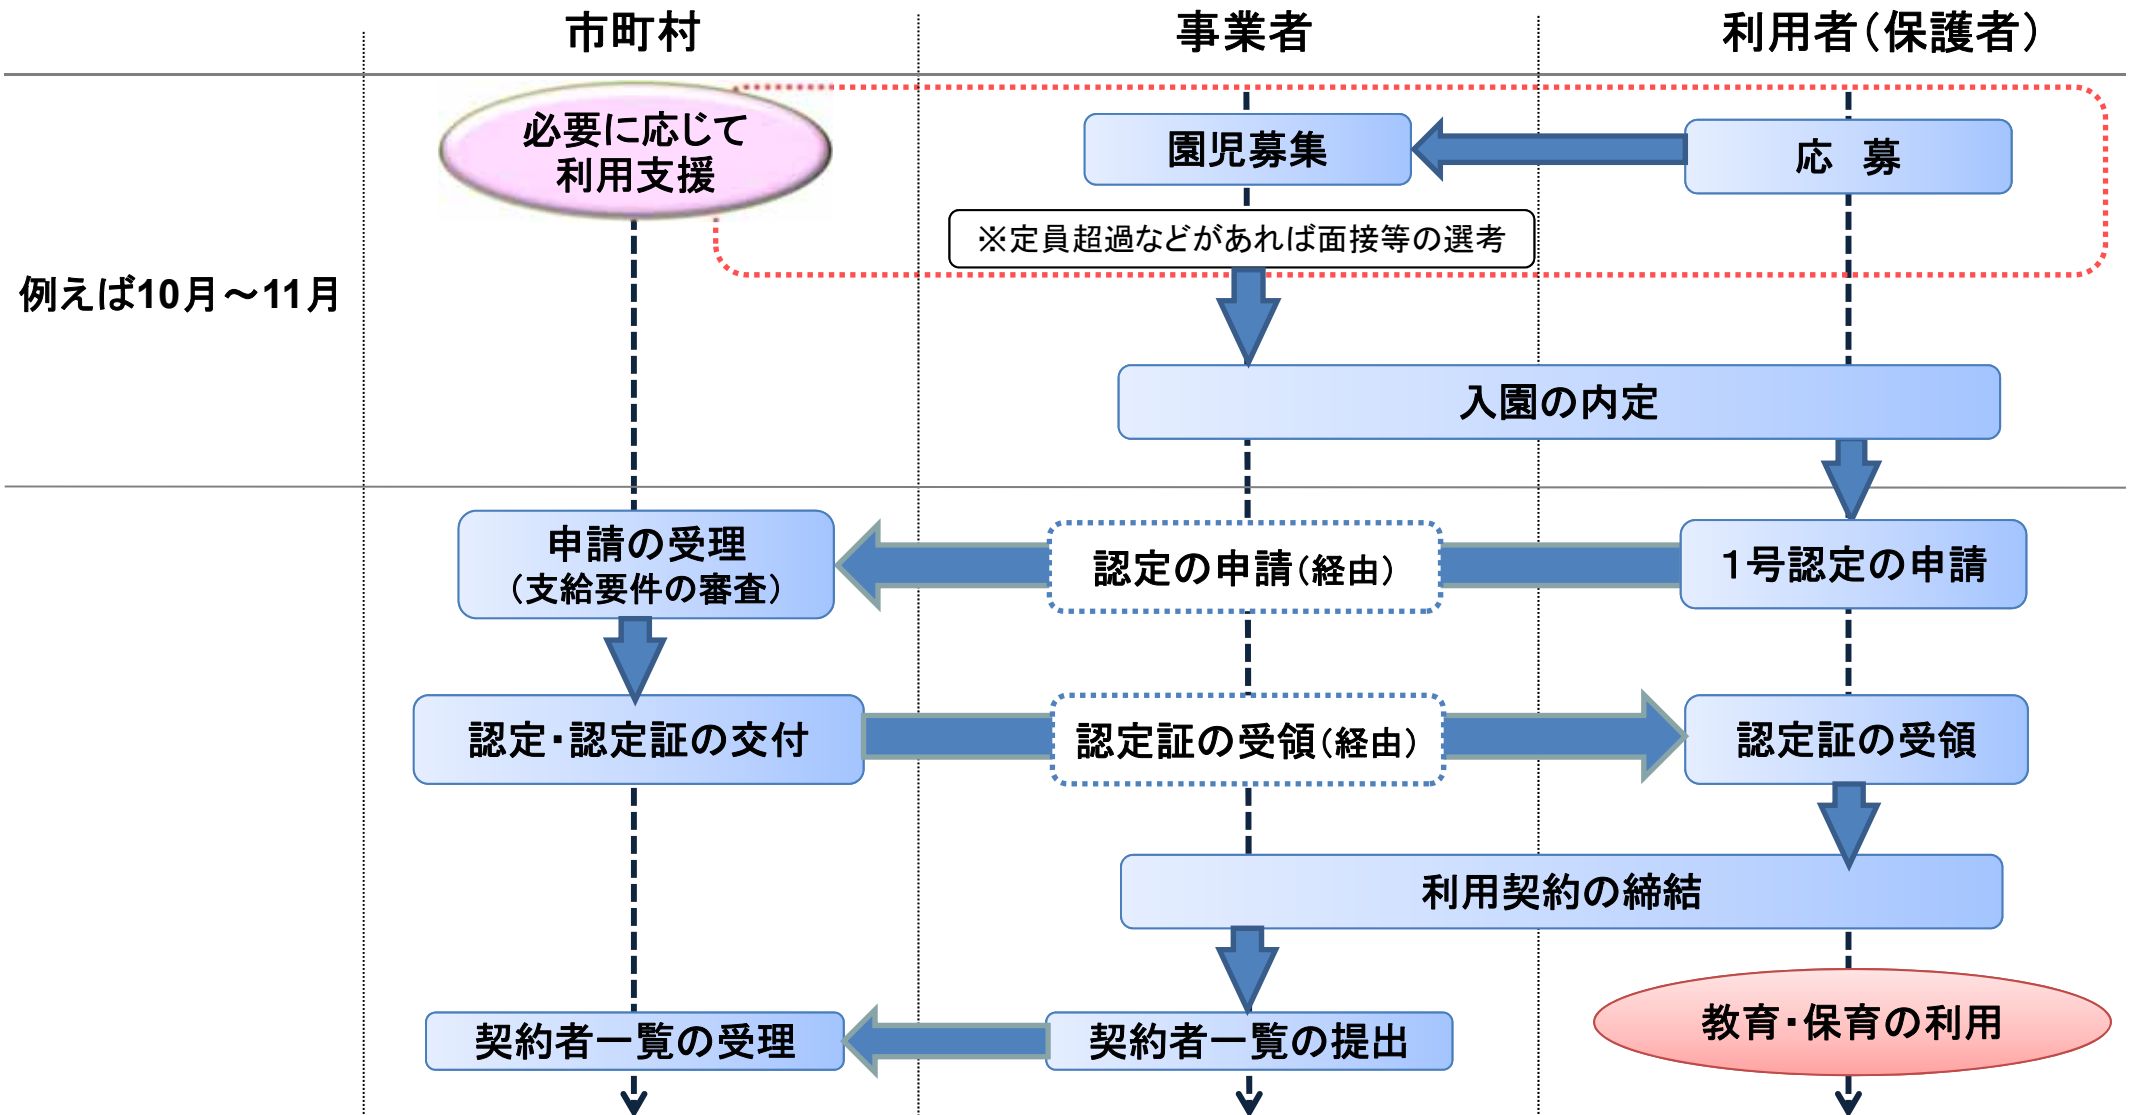 市町村
事業者
利用者（保護者）
必要に応じて
利用支援
園児募集
応　募
※定員超過などがあれば面接等の選考
例えば10月～11月
入園の内定
申請の受理
（支給要件の審査）
認定の申請（経由）
１号認定の申請
認定・認定証の交付
認定証の受領（経由）
認定証の受領
利用契約の締結
契約者一覧の受理
契約者一覧の提出
教育・保育の利用